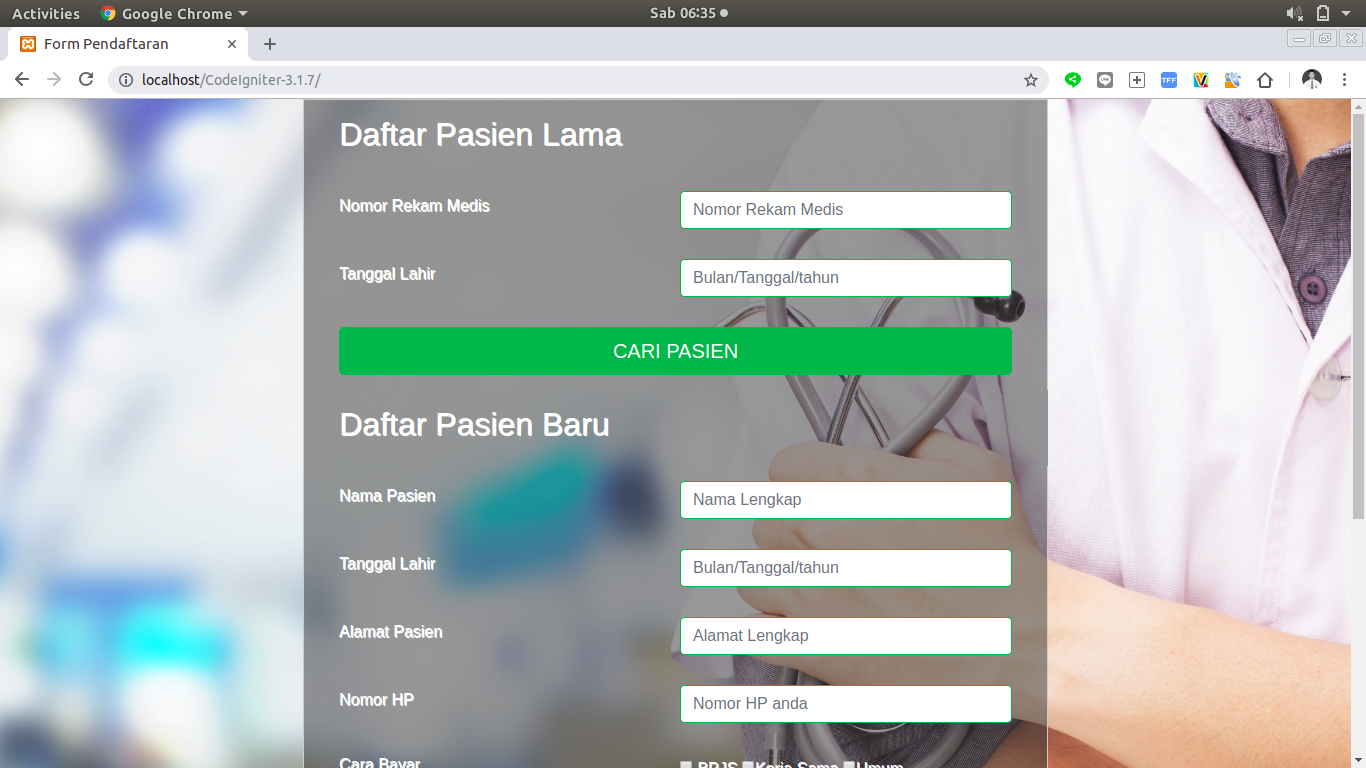 Activities Google Chrome Sab 06:35
Form Pendaftaran
localhost/CodeIgniter-3.1.7/
TFF
Daftar Pasien Lama
Nomor Rekam Medis Nomor Rekam Medis
Tanggal Lahir Bulan/Tanggal/tahun
CARI PASIEN
Daftar Pasien Baru
Nama Pasien Nama Lengkap
Tanggal Lahir Bulan/Tanggal/tahun
Alamat Pasien Alamat Lengkap
Nomor HP Nomor HP anda
Cara Bayar BPJS Kerja Sama Umum